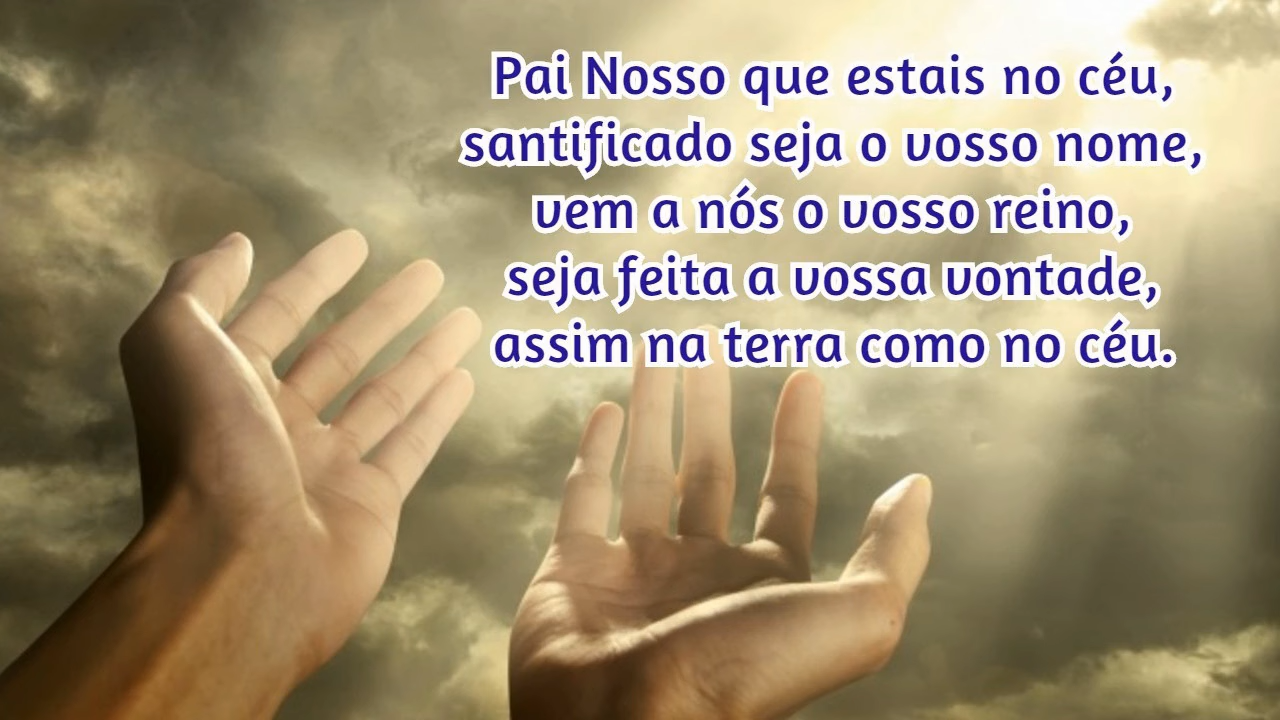 Pai Nosso que estais no céu,
santificado seja o vosso nome,
vem a nós o vosso reino,
seja feita a vossa vontade,
assim na terra como no céu.